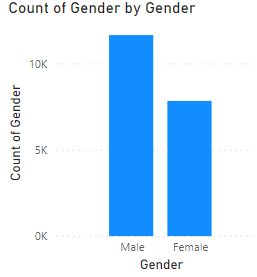 Count of Gender by Gender
10K
5K
0K
Count of Gender
Male Female
Gender